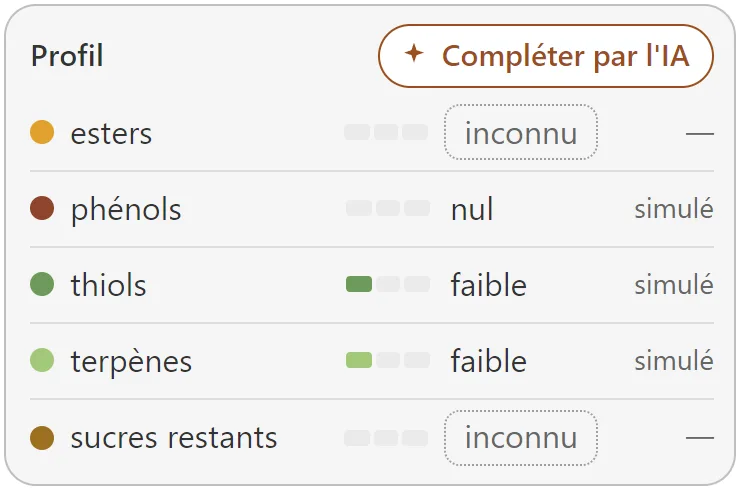 Profil
Compléter par l'IA
esters inconnu —
phénols nul simulé
thiols faible simulé
terpènes faible simulé
sucres restants inconnu —